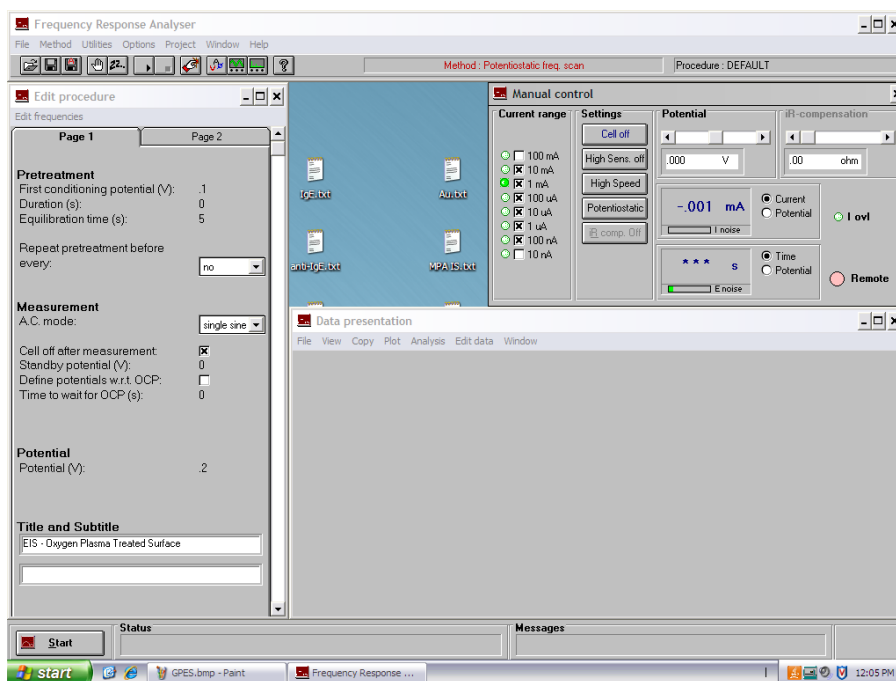 Frequency Response Analyser
File Method Utilities Options Project Window Help
Method : Potentiostatic freq. scan
Procedure : DEFAULT
Edit procedure
Edit frequencies
Page 1 Page 2
Pretreatment
First conditioning potential (V): .1
Duration (s): 0
Equilibration time (s): 5
Repeat pretreatment before
every: no
Measurement
A.C. mode: single sine
Cell off after measurement:
Standby potential (V): 0
Define potentials w.r.t. OCP:
Time to wait for OCP (s): 0
Potential
Potential (V): .2
Title and Subtitle
EIS - Oxygen Plasma Treated Surface
IgE.txt Au.txt
anti-IgE.txt MPA IS.txt
Manual control
Current range
100 mA
10 mA
1 mA
100 uA
10 uA
1 uA
100 nA
10 nA
Settings
Cell off
High Sens. off
High Speed
Potentiostatic
iR comp. Off
Potential
.000 V
iR-compensation
.00 ohm
-.001 mA
I noise
Current
Potential
I ovl
* * * s
E noise
Time
Potential
Remote
Data presentation
File View Copy Plot Analysis Edit data Window
Start
Status
Messages
start
GPES.bmp - Paint
Frequency Response ...
12:05 PM